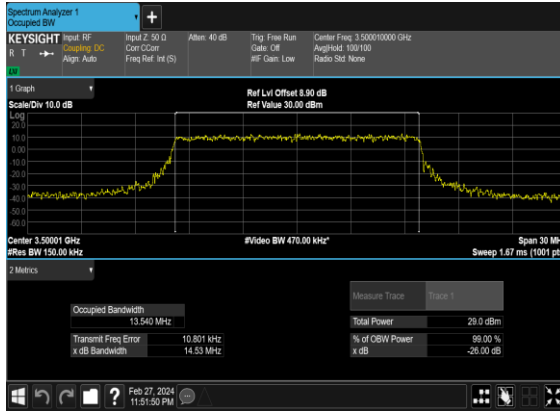 Spectrum Analyzer 1
Occupied BW
KEYSIGHT
R T
LU
Input: RF
Coupling: DC
Align: Auto
Input Z: 50 Ω
Corr CCorr
Freq Ref: Int (S)
Atten: 40 dB
Trig: Free Run
Gate: Off
#IF Gain: Low
Center Freq: 3.500010000 GHz
Avg|Hold: 100/100
Radio Std: None
1 Graph
Scale/Div 10.0 dB
Ref Lvl Offset 8.90 dB
Ref Value 30.00 dBm
Log
20.0
10.0
0.00
-10.0
-20.0
-30.0
-40.0
-50.0
-60.0
Center 3.50001 GHz
#Res BW 150.00 kHz
#Video BW 470.00 kHz*
Span 30 MH
Sweep 1.67 ms (1001 pt
2 Metrics
Measure Trace Trace 1
Occupied Bandwidth
13.540 MHz
Total Power 29.0 dBm
Transmit Freq Error 10.801 kHz
x dB Bandwidth 14.53 MHz
% of OBW Power 99.00 %
x dB -26.00 dB
?
Feb 27, 2024
11:51:50 PM